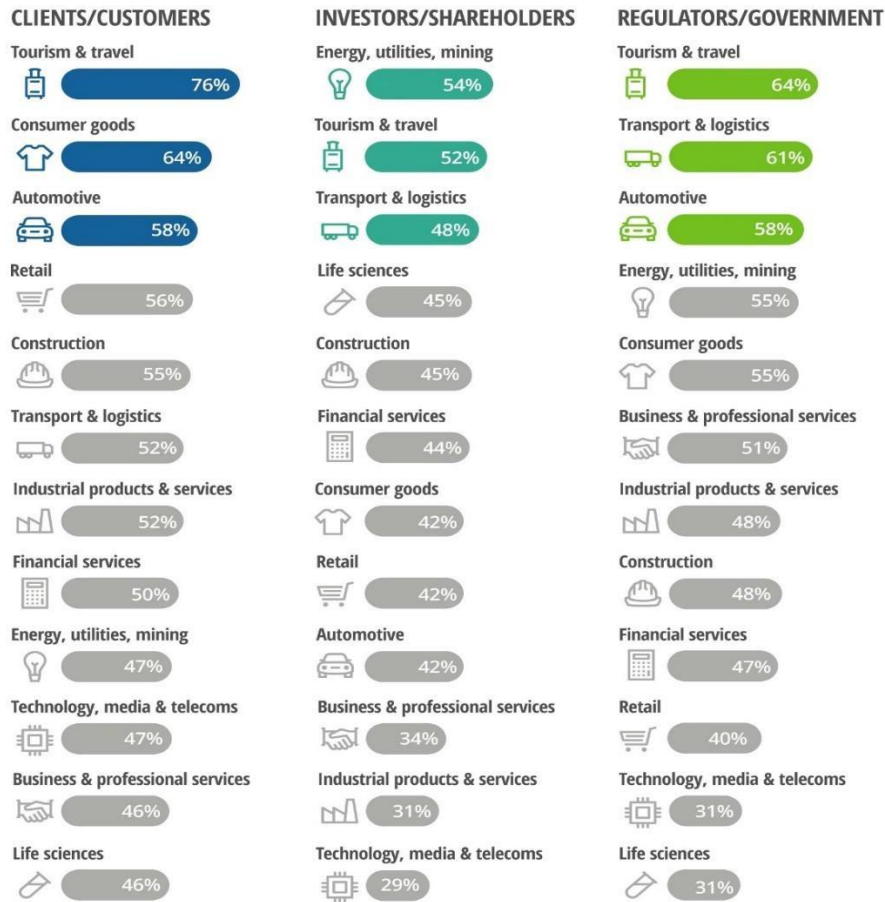 CLIENTS/CUSTOMERS
Tourism & travel
76%
Consumer goods
64%
Automotive
58%
Retail
56%
Construction
55%
Transport & logistics
52%
Industrial products & services
52%
Financial services
50%
Energy, utilities, mining
47%
Technology, media & telecoms
47%
Business & professional services
46%
Life sciences
46%
INVESTORS/SHAREHOLDERS
Energy, utilities, mining
54%
Tourism & travel
52%
Transport & logistics
48%
Life sciences
45%
Construction
45%
Financial services
44%
Consumer goods
42%
Retail
42%
Automotive
42%
Business & professional services
34%
Industrial products & services
31%
Technology, media & telecoms
29%
REGULATORS/GOVERNMENT
Tourism & travel
64%
Transport & logistics
61%
Automotive
58%
Energy, utilities, mining
55%
Consumer goods
55%
Business & professional services
51%
Industrial products & services
48%
Construction
48%
Financial services
47%
Retail
40%
Technology, media & telecoms
31%
Life sciences
31%